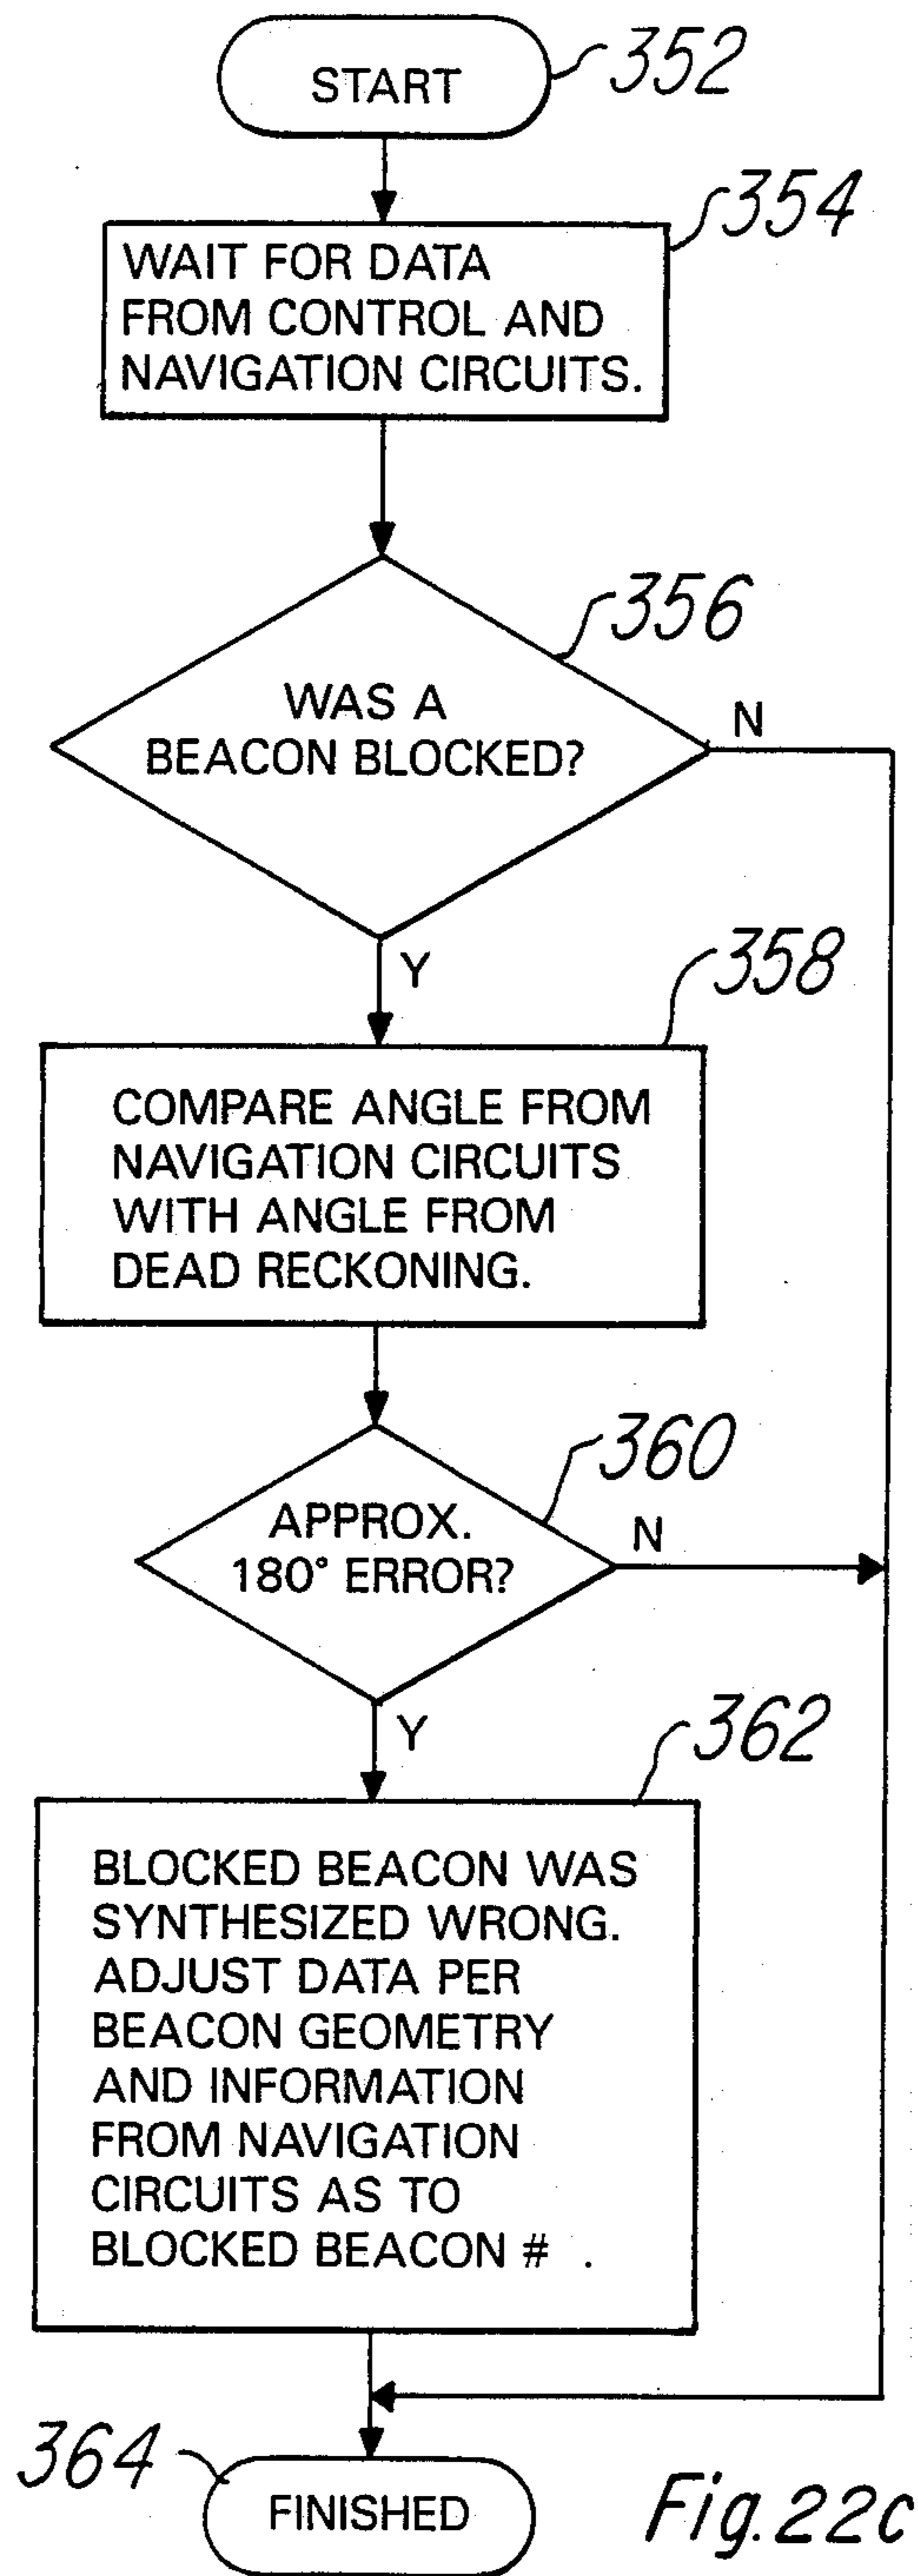 START
352
354
WAIT FOR DATA
FROM CONTROL AND
NAVIGATION CIRCUITS.
356
WAS A
BEACON BLOCKED?
N
Y
358
COMPARE ANGLE FROM
NAVIGATION CIRCUITS
WITH ANGLE FROM
DEAD RECKONING.
360
APPROX.
180° ERROR?
N
Y
362
BLOCKED BEACON WAS
SYNTHESIZED WRONG.
ADJUST DATA PER
BEACON GEOMETRY
AND INFORMATION
FROM NAVIGATION
CIRCUITS AS TO
BLOCKED BEACON # .
364
FINISHED
Fig. 22c